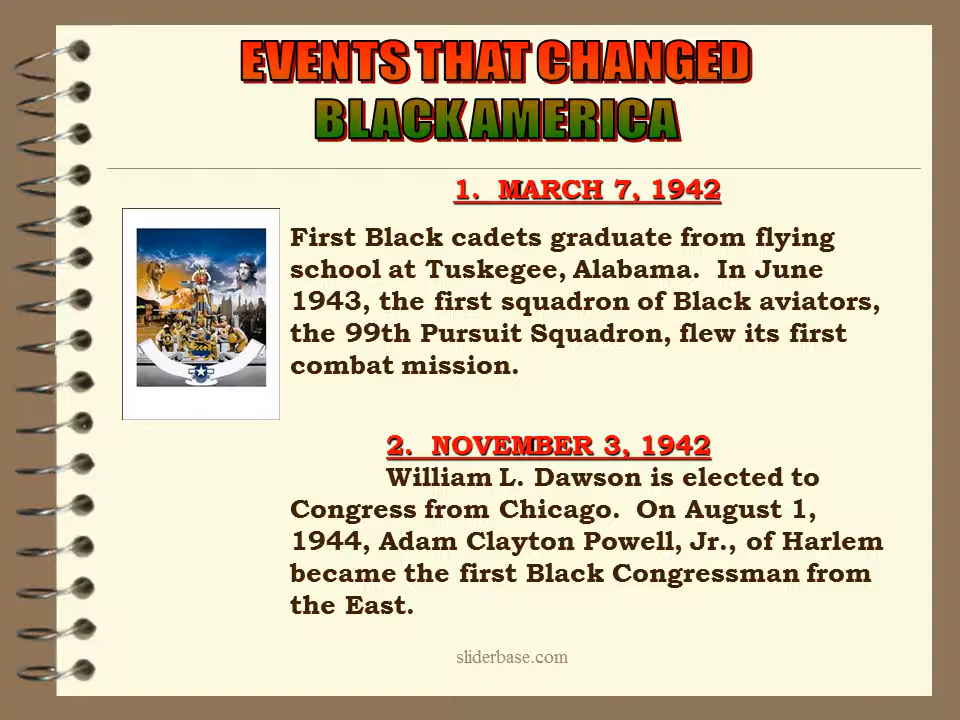 EVENTS THAT CHANGED
BLACK AMERICA
1. MARCH 7, 1942
First Black cadets graduate from flying
school at Tuskegee, Alabama. In June
1943, the first squadron of Black aviators,
the 99th Pursuit Squadron, flew its first
combat mission.
2. NOVEMBER 3, 1942
William L. Dawson is elected to
Congress from Chicago. On August 1,
1944, Adam Clayton Powell, Jr., of Harlem
became the first Black Congressman from
the East.
sliderbase.com